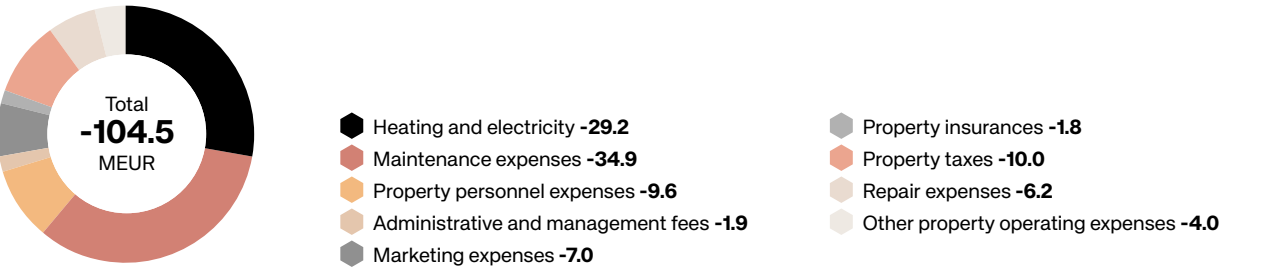 Total
-104.5
MEUR
Heating and electricity -29.2
Maintenance expenses -34.9
Property personnel expenses -9.6
Administrative and management fees -1.9
Marketing expenses -7.0
Property insurances -1.8
Property taxes -10.0
Repair expenses -6.2
Other property operating expenses -4.0